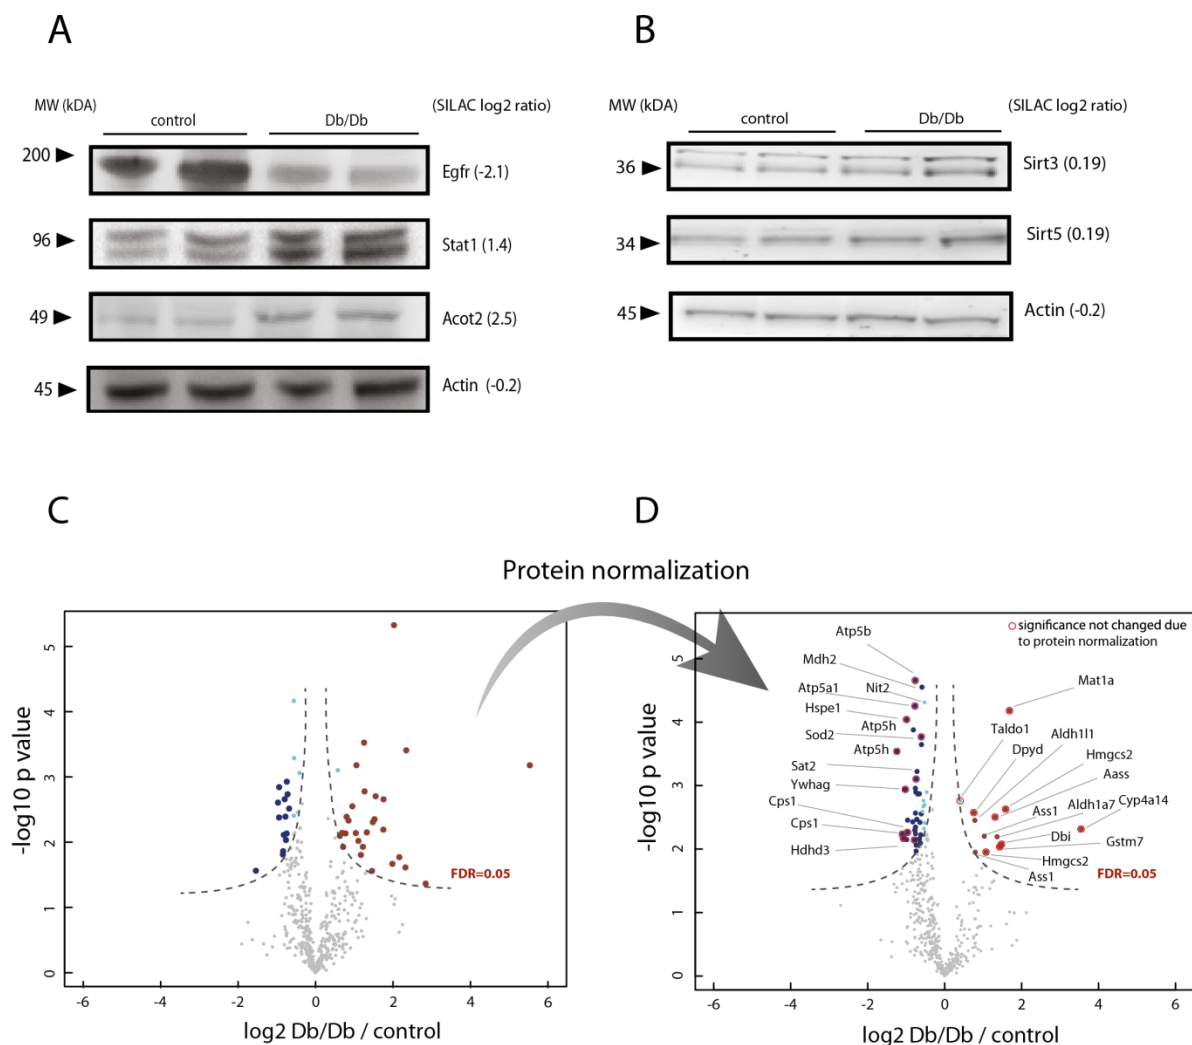 A
MW (kDA)
control
Db/Db
(SILAC log2 ratio)
200
Egfr (-2.1)
96
Stat1 (1.4)
49
Acot2 (2.5)
45
Actin (-0.2)
B
MW (kDA)
control
Db/Db
(SILAC log2 ratio)
36
Sirt3 (0.19)
34
Sirt5 (0.19)
45
Actin (-0.2)
C
D
Protein normalization
-log10 p value
5
4
3
2
1
0
FDR=0.05
-6
-4
-2
0
2
4
6
log2 Db/Db / control
-log10 p value
5
4
3
2
1
0
significance not changed due
to protein normalization
Atp5b
Mdh2
Atp5a1
Nit2
Hspe1
Atp5h
Sod2
Atp5h
Sat2
Ywhag
Cps1
Cps1
Hdhd3
Mat1a
Taldo1
Aldh1l1
Dpyd
Hmgcs2
Aass
Ass1
Aldh1a7
Cyp4a14
Dbi
Gstm7
Hmgcs2
Ass1
FDR=0.05
-6
-4
-2
0
2
4
6
log2 Db/Db / control